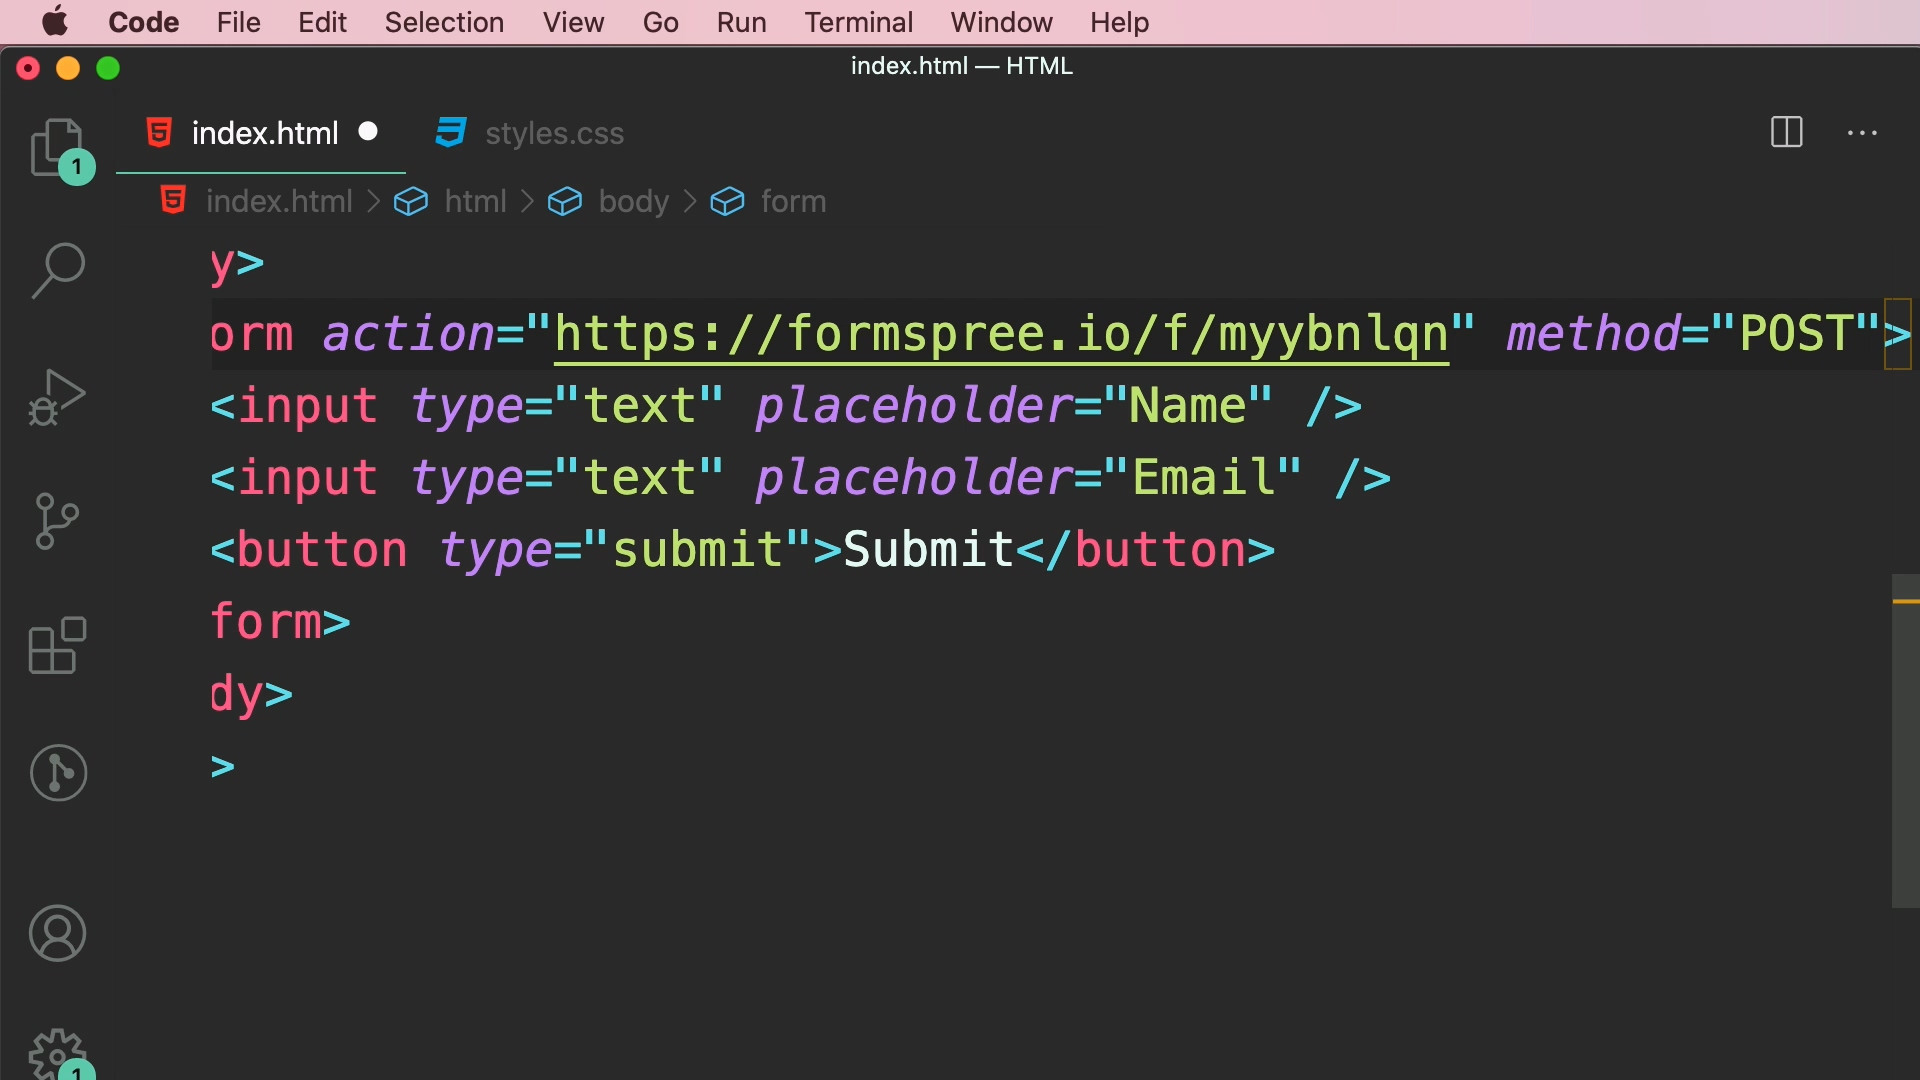 Code File Edit Selection View Go Run Terminal Window Help
index.html — HTML
index.html styles.css
1
index.html > html > body > form
y>
orm action="https://formspree.io/f/myybnlqn" method="POST">
<input type="text" placeholder="Name" />
<input type="text" placeholder="Email" />
<button type="submit">Submit</button>
form>
dy>
>
1